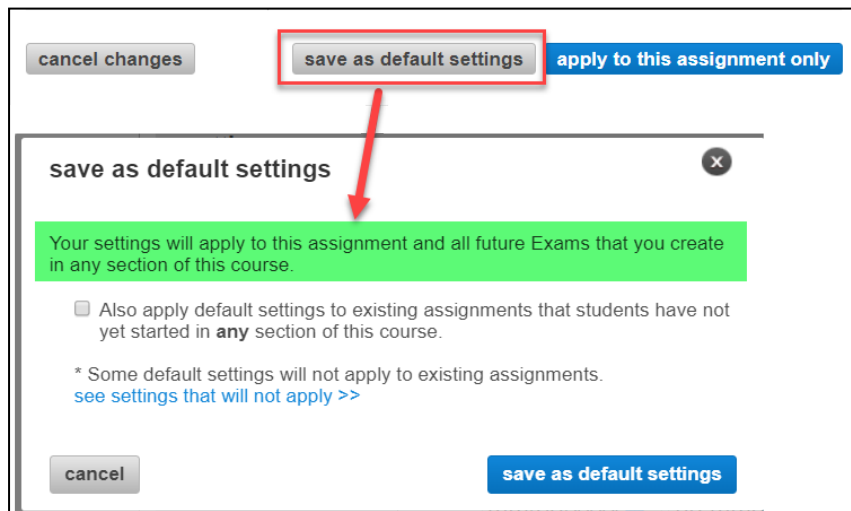 cancel changes
save as default settings
apply to this assignment only
save as default settings
x
Your settings will apply to this assignment and all future Exams that you create
in any section of this course.
Also apply default settings to existing assignments that students have not
yet started in any section of this course.
* Some default settings will not apply to existing assignments.
see settings that will not apply >>
cancel
save as default settings